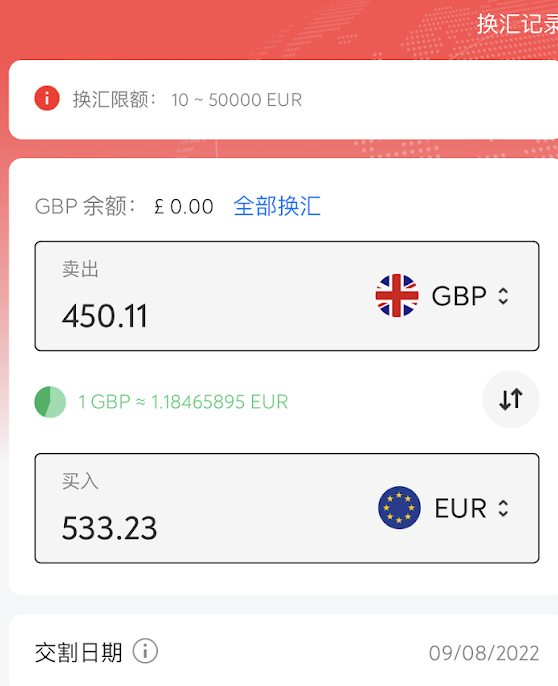 换汇记录
换汇限额： 10 ~ 50000 EUR
GBP 余额： £ 0.00 全部换汇
卖出
450.11 GBP
1 GBP ≈ 1.18465895 EUR
买入
533.23 EUR
交割日期 09/08/2022